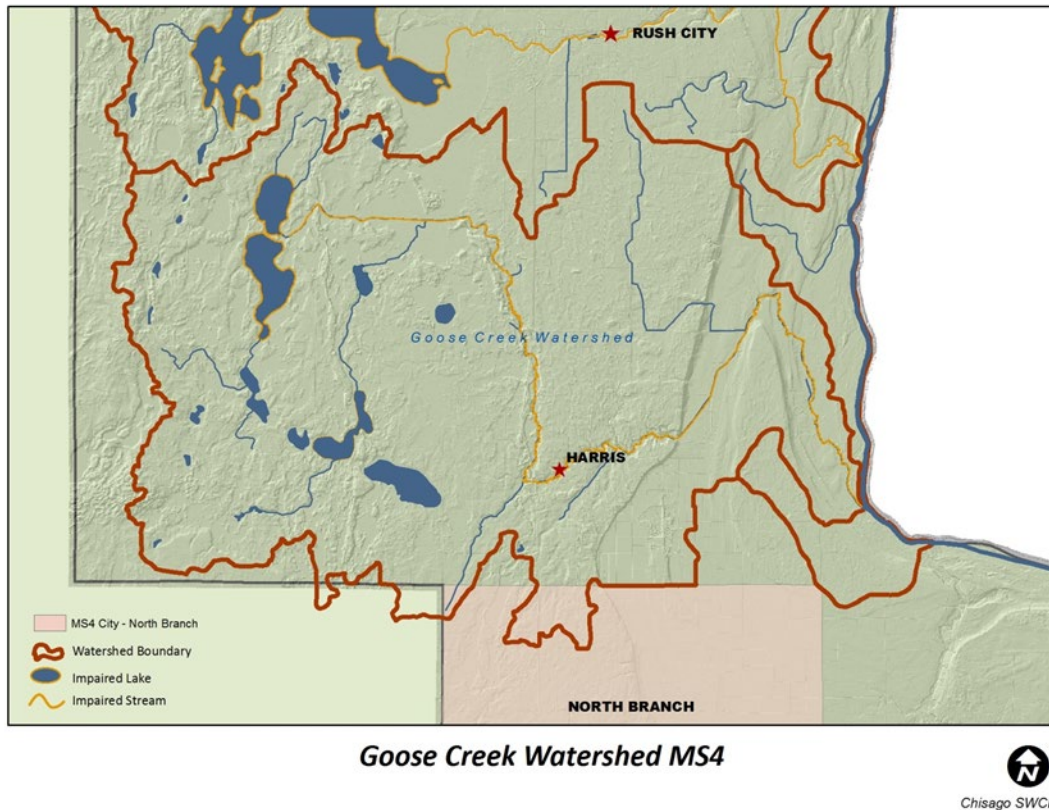 RUSH CITY
Goose Creek Watershed
HARRIS
MS4 City - North Branch
Watershed Boundary
Impaired Lake
Impaired Stream
NORTH BRANCH
Goose Creek Watershed MS4
N
Chisago